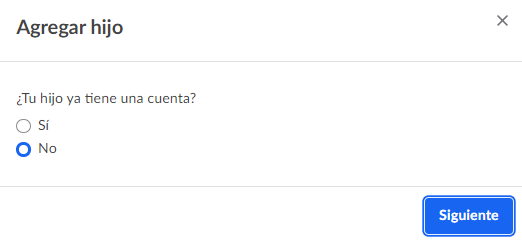 Agregar hijo
¿Tu hijo ya tiene una cuenta?
Sí
No
Siguiente